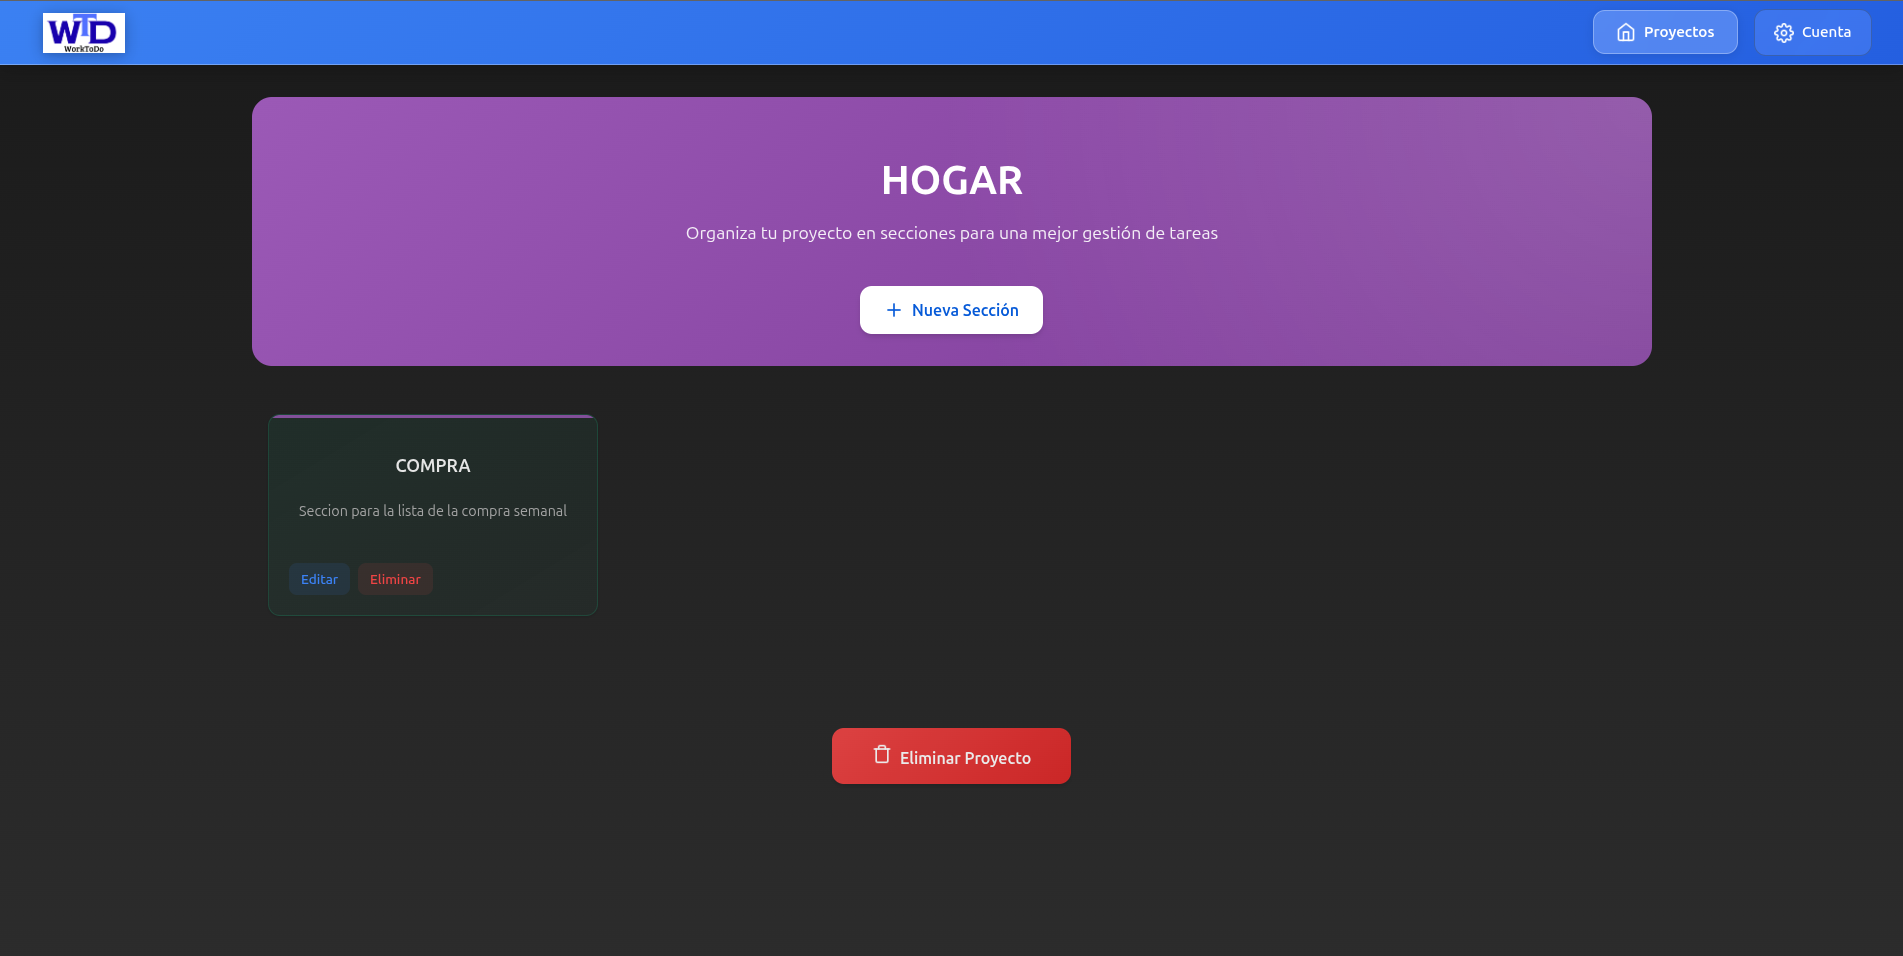 WTD
WorkToDo
Proyectos
Cuenta
HOGAR
Organiza tu proyecto en secciones para una mejor gestión de tareas
Nueva Sección
COMPRA
Seccion para la lista de la compra semanal
Editar
Eliminar
Eliminar Proyecto